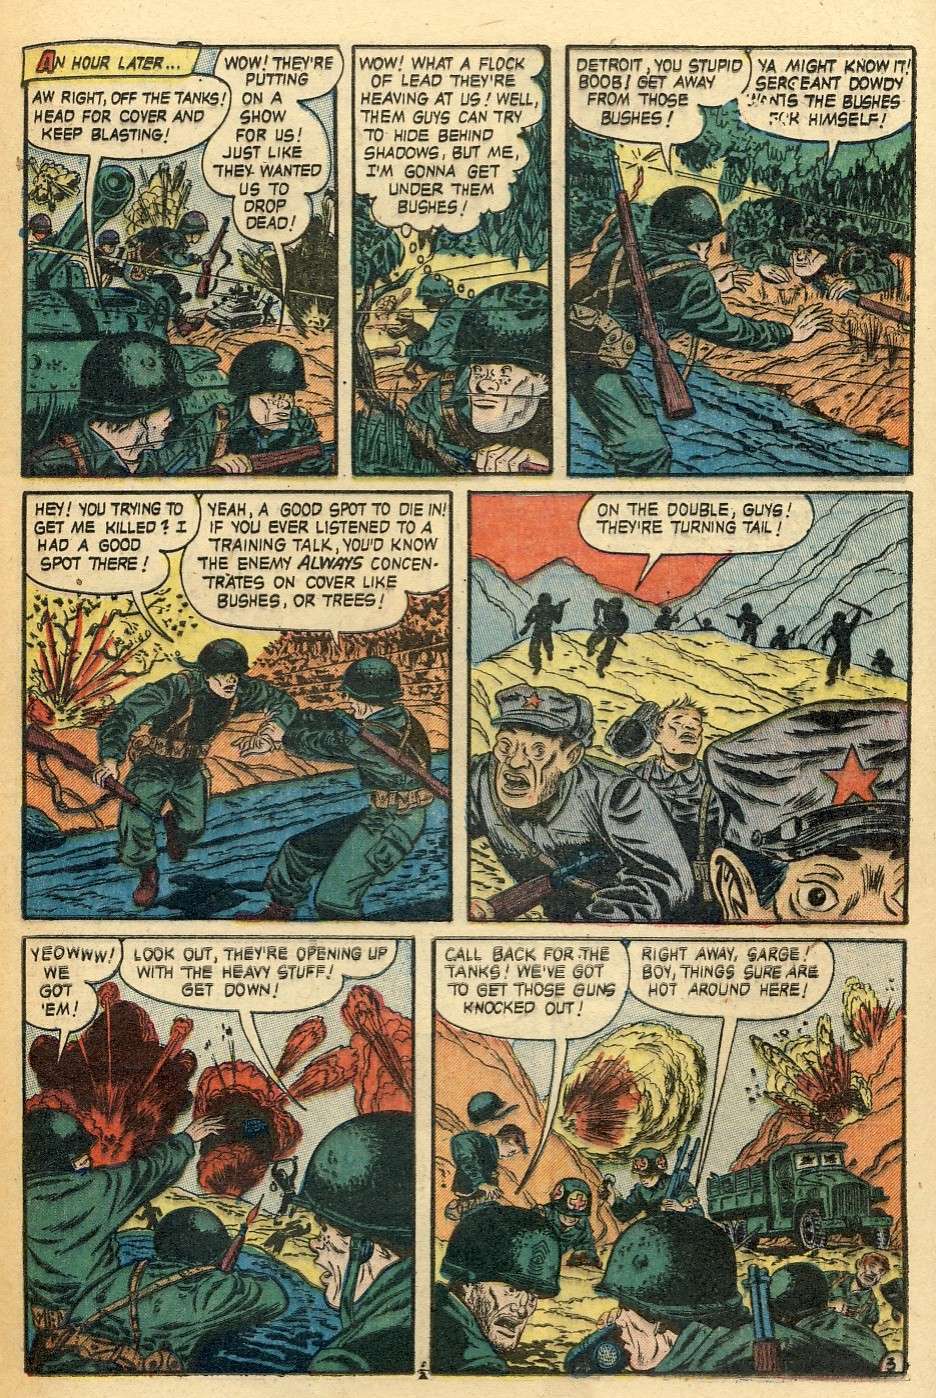 AN HOUR LATER...
AW RIGHT, OFF THE TANKS!
HEAD FOR COVER AND
KEEP BLASTING!
WOW! THEY'RE
PUTTING
ON A
SHOW
FOR US!
JUST LIKE
THEY WANTED
US TO
DROP
DEAD!
WOW! WHAT A FLOCK
OF LEAD THEY'RE
HEAVING AT US! WELL,
THEM GUYS CAN TRY
TO HIDE BEHIND
SHADOWS, BUT ME,
I'M GONNA GET
UNDER THEM
BUSHES!
DETROIT, YOU STUPID
BOOB! GET AWAY
FROM THOSE
BUSHES!
YA MIGHT KNOW IT!
SERGEANT DOWDY
WANTS THE BUSHES
FOR HIMSELF!
HEY! YOU TRYING TO
GET ME KILLED? I
HAD A GOOD
SPOT THERE!
YEAH, A GOOD SPOT TO DIE IN!
IF YOU EVER LISTENED TO A
TRAINING TALK, YOU'D KNOW
THE ENEMY ALWAYS CONCEN-
TRATES ON COVER LIKE
BUSHES, OR TREES!
ON THE DOUBLE, GUYS!
THEY'RE TURNING TAIL!
YEOWWW!
WE
GOT
'EM!
LOOK OUT, THEY'RE OPENING UP
WITH THE HEAVY STUFF!
GET DOWN!
CALL BACK FOR THE
TANKS! WE'VE GOT
TO GET THOSE GUNS
KNOCKED OUT!
RIGHT AWAY, SARGE!
BOY, THINGS SURE ARE
HOT AROUND HERE!
3